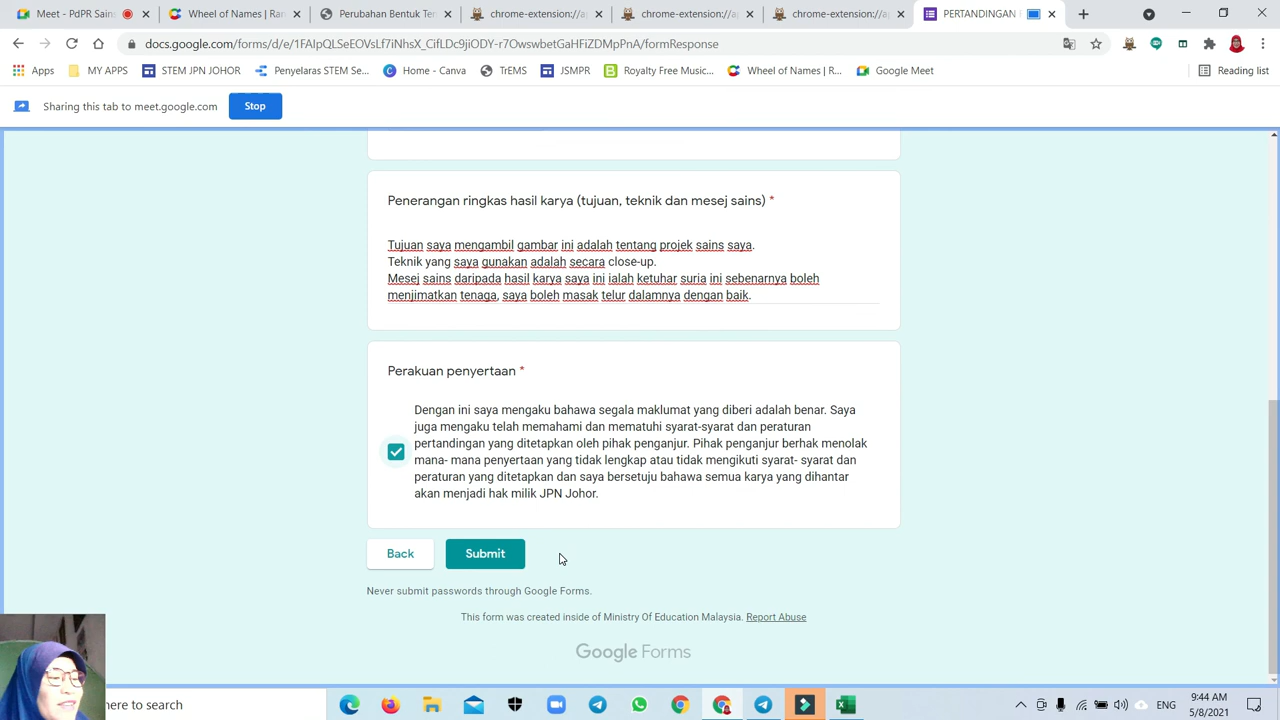 Meet - PdPR Sains
Wheel of Names | Ran
Perubahan Bentuk Ten
chrome-extension://ap
chrome-extension://ap
chrome-extension://ap
PERTANDINGAN
docs.google.com/forms/d/e/1FAIpQLSeEOVsLf7iNhsX_CifLD9jiODY-r7OwswbetGaHFiZDMpPnA/formResponse
Apps
MY APPS
STEM JPN JOHOR
Penyelaras STEM Se...
Home - Canva
TrEMS
JSMPR
Royalty Free Music...
Wheel of Names | R...
Google Meet
Reading list
Sharing this tab to meet.google.com
Stop
Penerangan ringkas hasil karya (tujuan, teknik dan mesej sains) *
Tujuan saya mengambil gambar ini adalah tentang projek sains saya.
Teknik yang saya gunakan adalah secara close-up.
Mesej sains daripada hasil karya saya ini ialah ketuhar suria ini sebenarnya boleh
menjimatkan tenaga, saya boleh masak telur dalamnya dengan baik.
Perakuan penyertaan *
Dengan ini saya mengaku bahawa segala maklumat yang diberi adalah benar. Saya
juga mengaku telah memahami dan mematuhi syarat-syarat dan peraturan
pertandingan yang ditetapkan oleh pihak penganjur. Pihak penganjur berhak menolak
mana- mana penyertaan yang tidak lengkap atau tidak mengikuti syarat- syarat dan
peraturan yang ditetapkan dan saya bersetuju bahawa semua karya yang dihantar
akan menjadi hak milik JPN Johor.
Back
Submit
Never submit passwords through Google Forms.
This form was created inside of Ministry Of Education Malaysia. Report Abuse
Google Forms
here to search
ENG
9:44 AM
5/8/2021